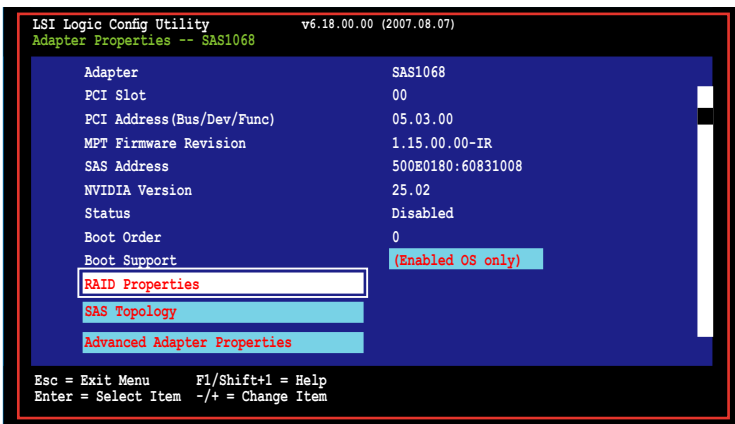 LSI Logic Config Utility v6.18.00.00 (2007.08.07)
Adapter Properties -- SAS1068
Adapter SAS1068
PCI Slot 00
PCI Address(Bus/Dev/Func) 05.03.00
MPT Firmware Revision 1.15.00.00-IR
SAS Address 500E0180:60831008
NVIDIA Version 25.02
Status Disabled
Boot Order 0
Boot Support (Enabled OS only)
RAID Properties
SAS Topology
Advanced Adapter Properties
Esc = Exit Menu F1/Shift+1 = Help
Enter = Select Item -/+ = Change Item